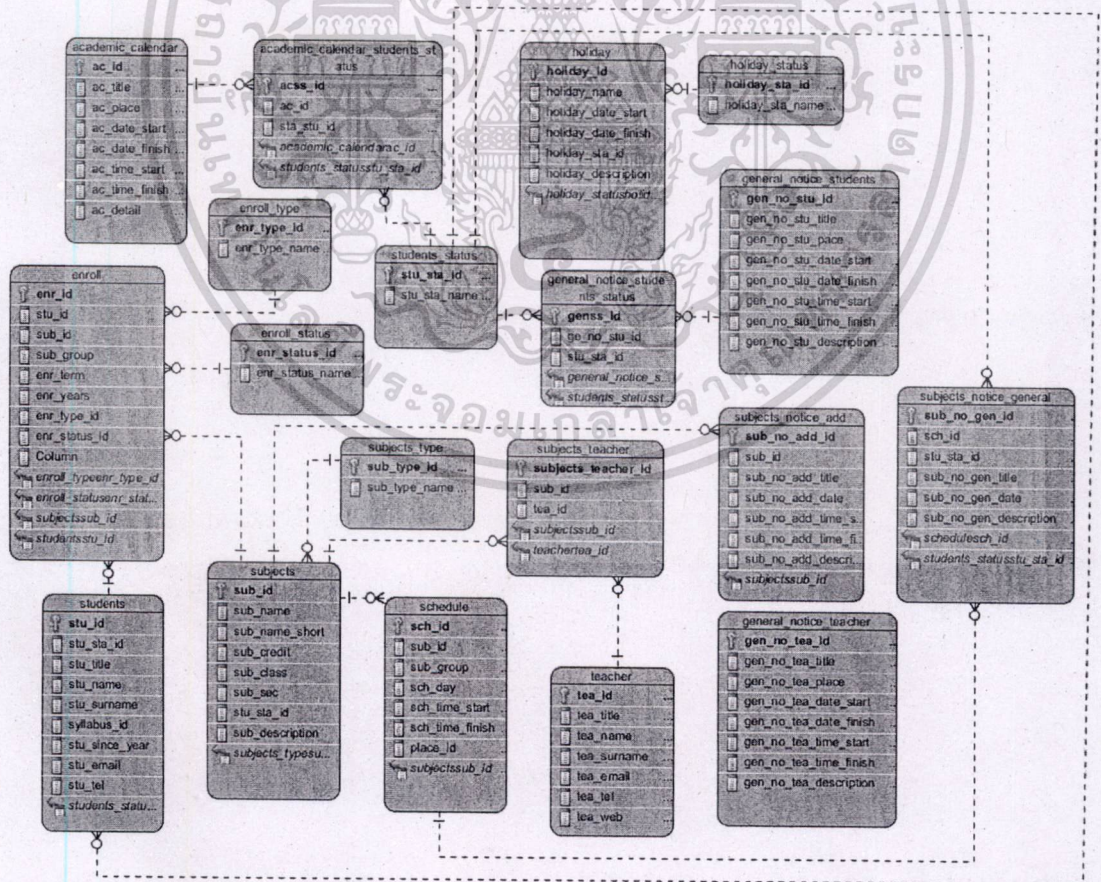 academic_calendar
ac_id
ac_title
ac_place
ac_date_start
ac_date_finish
ac_time_start
ac_time_finish
ac_detail
academic_calendar_students_st
atus
acss_id
ac_id
sta_stu_id
academic_calendarac_id
students_statusstu_sta_id
holiday
holiday_id
holiday_name
holiday_date_start
holiday_date_finish
holiday_sta_id
holiday_description
holiday_statusholid...
holiday_status
holiday_sta_id
holiday_sta_name...
enroll_type
enr_type_id
enr_type_name
students_status
stu_sta_id
stu_sta_name...
general_notice_stude
nts_status
genss_id
ge_no_stu_id
stu_sta_id
general_notice_s...
students_statusst...
general_notice_students
gen_no_stu_id
gen_no_stu_title
gen_no_stu_pace
gen_no_stu_date_start
gen_no_stu_date_finish
gen_no_stu_time_start
gen_no_stu_time_finish
gen_no_stu_description
enroll
enr_id
stu_id
sub_id
sub_group
enr_term
enr_years
enr_type_id
enr_status_id
Column
enroll_typeenr_type_id
enroll_statusenr_stat...
subjectssub_id
studentsstu_id
enroll_status
enr_status_id
enr_status_name...
subjects_type
sub_type_id
sub_type_name...
subjects_teacher
subjects_teacher_id
sub_id
tea_id
subjectssub_id
teachertea_id
subjects_notice_add
sub_no_add_id
sub_id
sub_no_add_title
sub_no_add_date
sub_no_add_time_s...
sub_no_add_time_fi...
sub_no_add_descri...
subjectssub_id
subjects_notice_general
sub_no_gen_id
sch_id
stu_sta_id
sub_no_gen_title
sub_no_gen_date
sub_no_gen_description
schedulesch_id
students_statusstu_sta_id
students
stu_id
stu_sta_id
stu_title
stu_name
stu_surname
syllabus_id
stu_since_year
stu_email
stu_tel
students_statu...
subjects
sub_id
sub_name
sub_name_short
sub_credit
sub_class
sub_sec
stu_sta_id
sub_description
subjects_typesu...
schedule
sch_id
sub_id
sub_group
sch_day
sch_time_start
sch_time_finish
place_id
subjectssub_id
teacher
tea_id
tea_title
tea_name
tea_surname
tea_email
tea_tel
tea_web
general_notice_teacher
gen_no_tea_id
gen_no_tea_title
gen_no_tea_place
gen_no_tea_date_start
gen_no_tea_date_finish
gen_no_tea_time_start
gen_no_tea_time_finish
gen_no_tea_description